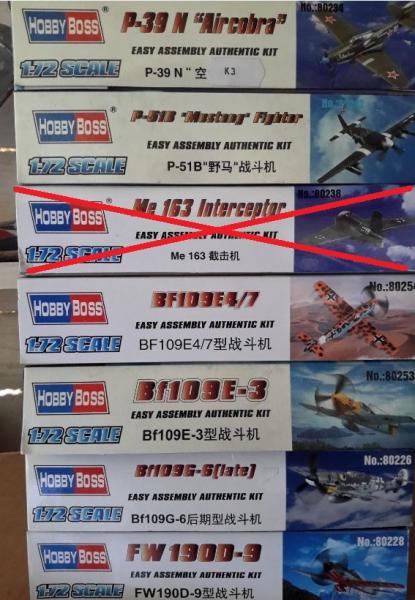 HOBBY BOSS
®
P-39 N "Aircobra"
No.:80234
EASY ASSEMBLY AUTHENTIC KIT
1:72 SCALE
P-39 N "空
K3
HOBBY BOSS
®
P-51B "Mustang" Fighter
EASY ASSEMBLY AUTHENTIC KIT
1:72 SCALE
P-51B"野马"战斗机
HOBBY BOSS
Me 163 Interceptor
No.:80238
EASY ASSEMBLY AUTHENTIC KIT
1:72 SCALE
Me 163 截击机
HOBBY BOSS
®
BF109E4/7
No.:80254
EASY ASSEMBLY AUTHENTIC KIT
1:72 SCALE
BF109E4/7型战斗机
HOBBY BOSS
®
Bf109E-3
No.:80253
EASY ASSEMBLY AUTHENTIC KIT
1:72 SCALE
Bf109E-3型战斗机
HOBBY BOSS
®
Bf109G-6(late)
No.:80226
EASY ASSEMBLY AUTHENTIC KIT
1:72 SCALE
Bf109G-6后期型战斗机
HOBBY BOSS
®
FW190D-9
No.:80228
EASY ASSEMBLY AUTHENTIC KIT
1:72 SCALE
FW190D-9型战斗机